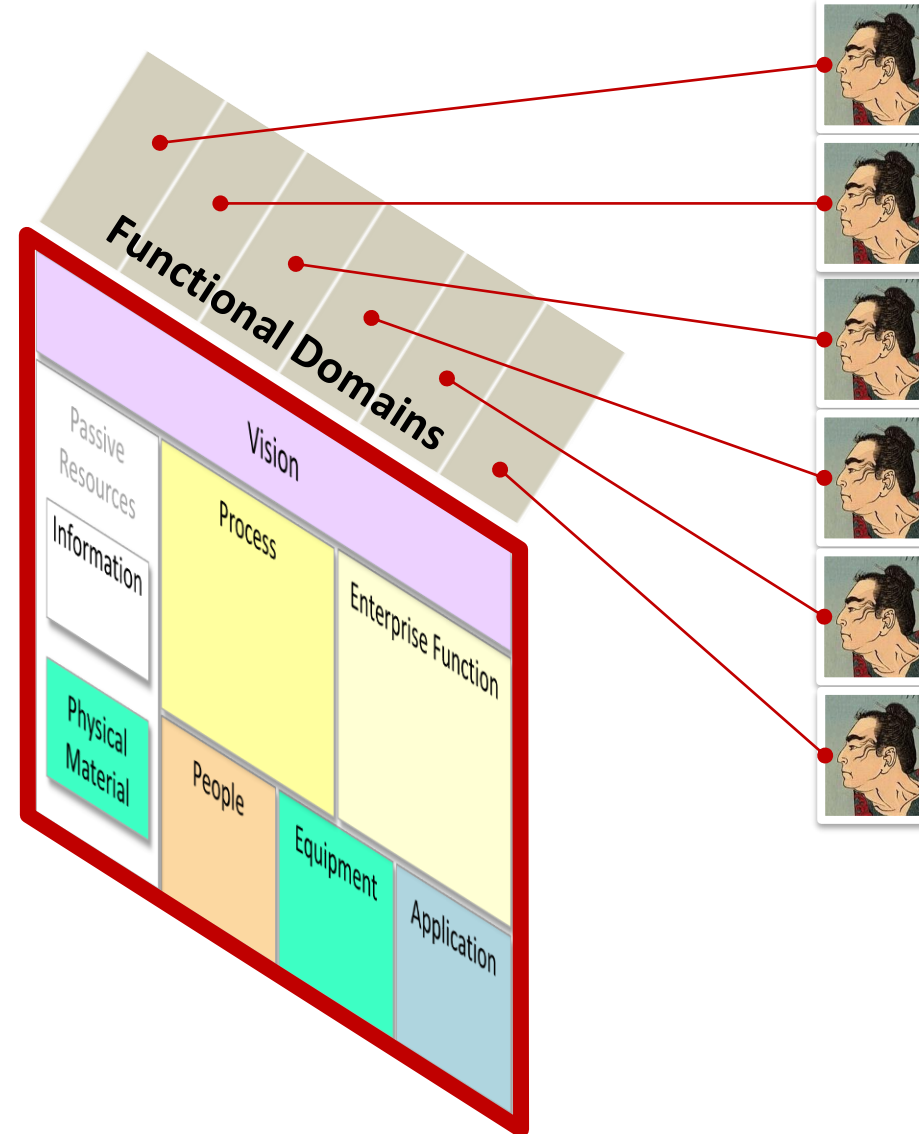 Functional Domains
Vision
Passive
Resources
Process
Information
Enterprise Function
Physical
Material
People
Equipment
Application